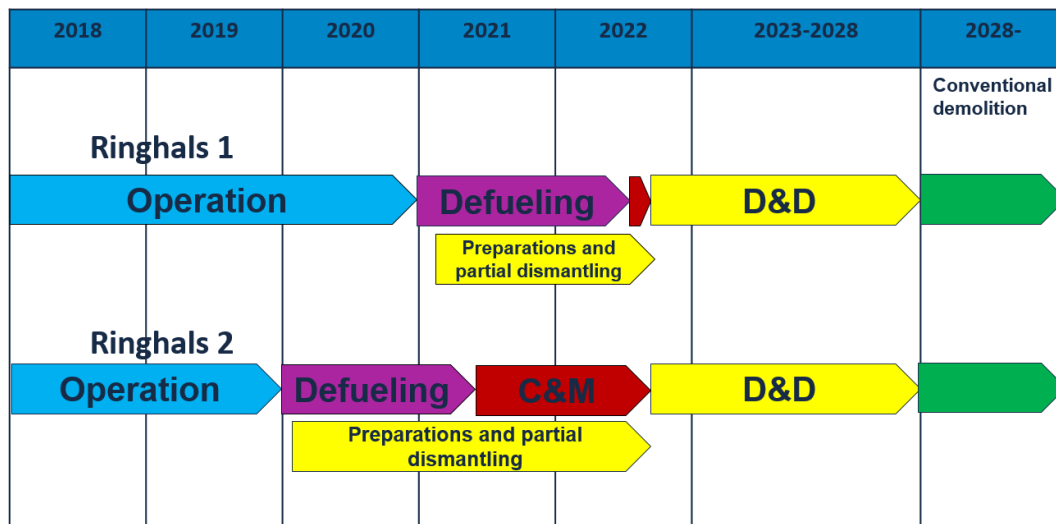 2018 2019 2020 2021 2022 2023-2028 2028-
Conventional
demolition
Ringhals 1
Operation Defueling D&D
Preparations and
partial dismantling
Ringhals 2
Operation Defueling C&M D&D
Preparations and partial
dismantling